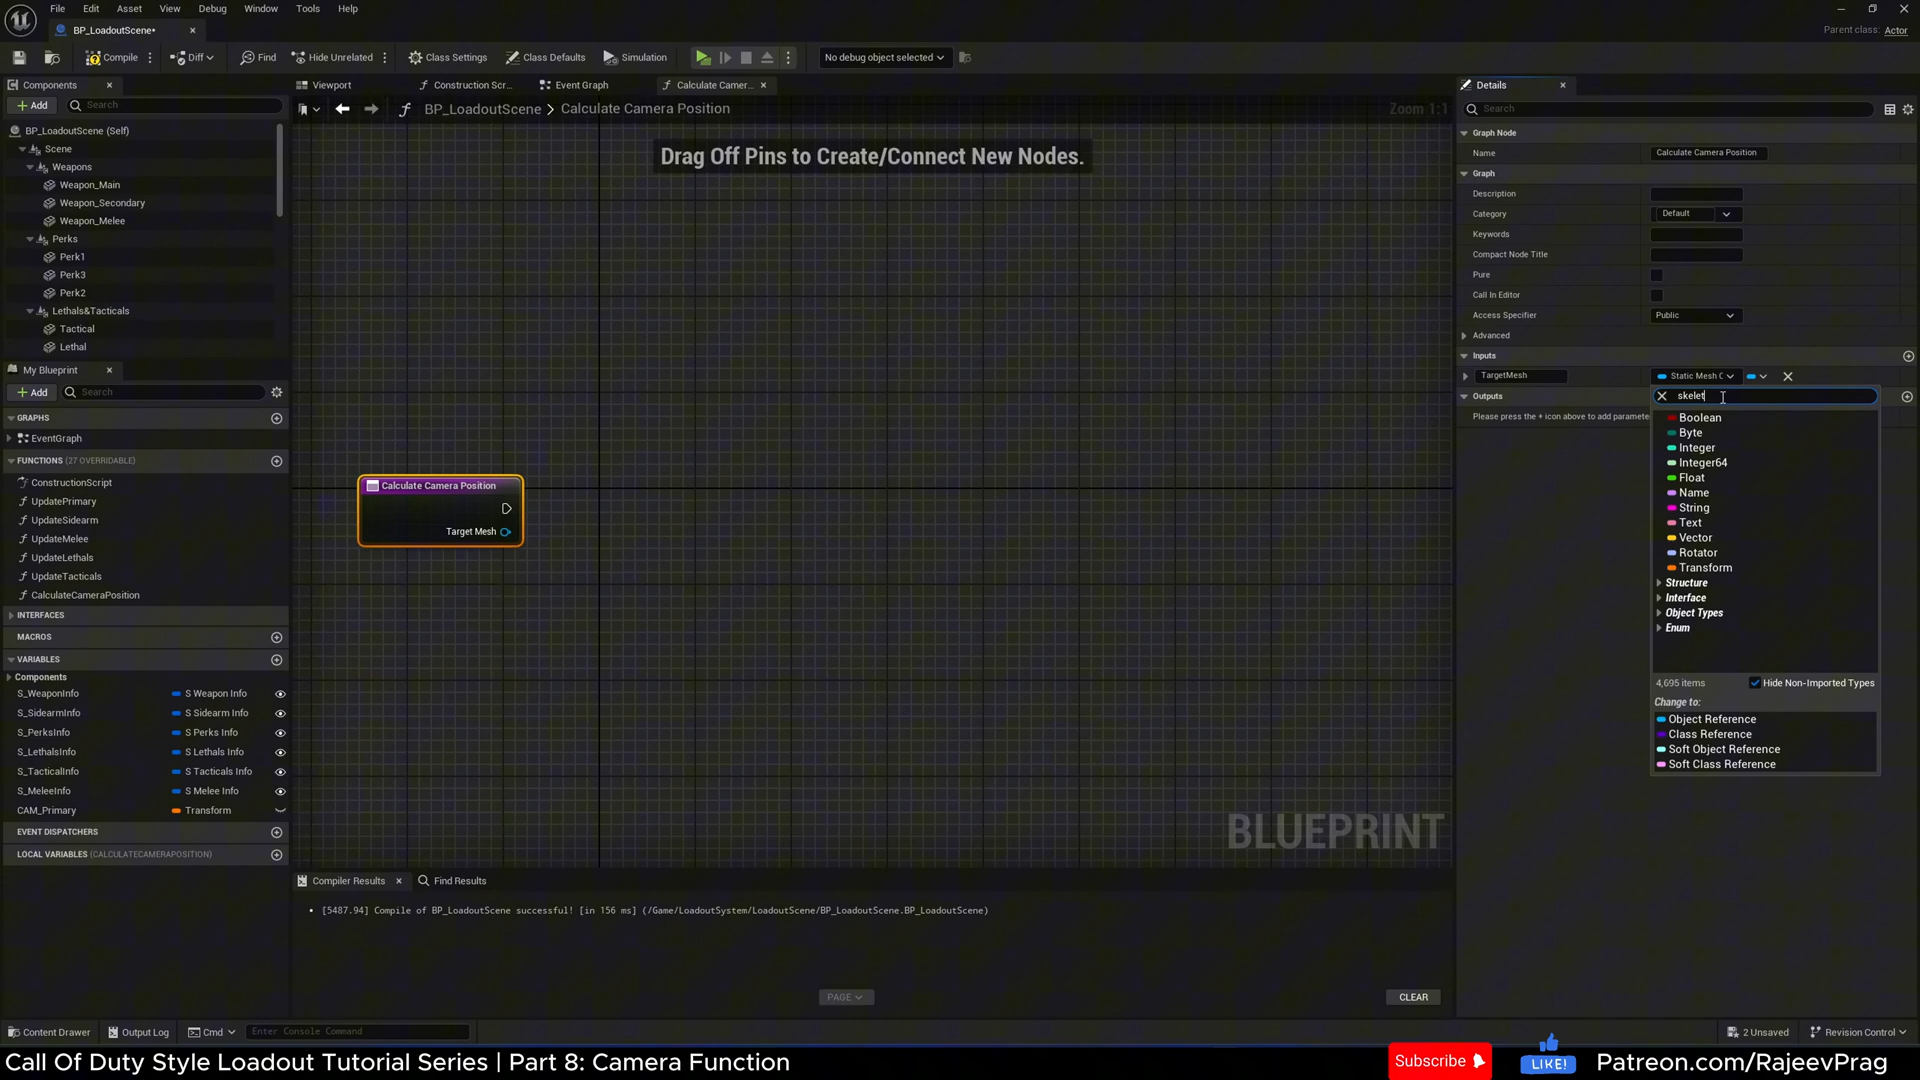 File Edit Asset View Debug Window Tools Help
BP_LoadoutScene*
Parent class: Actor
Compile Diff Find Hide Unrelated Class Settings Class Defaults Simulation No debug object selected
Components
Add Search
BP_LoadoutScene (Self)
Scene
Weapons
Weapon_Main
Weapon_Secondary
Weapon_Melee
Perks
Perk1
Perk3
Perk2
Lethals&Tacticals
Tactical
Lethal
My Blueprint
Add Search
GRAPHS
EventGraph
FUNCTIONS (27 OVERRIDABLE)
ConstructionScript
UpdatePrimary
UpdateSidearm
UpdateMelee
UpdateLethals
UpdateTacticals
CalculateCameraPosition
INTERFACES
MACROS
VARIABLES
Components
S_WeaponInfo S Weapon Info
S_SidearmInfo S Sidearm Info
S_PerksInfo S Perks Info
S_LethalsInfo S Lethals Info
S_TacticalInfo S Tacticals Info
S_MeleeInfo S Melee Info
CAM_Primary Transform
EVENT DISPATCHERS
LOCAL VARIABLES (CALCULATECAMERAPOSITION)
Viewport Construction Scr... Event Graph Calculate Camer...
BP_LoadoutScene > Calculate Camera Position Zoom 1:1
Drag Off Pins to Create/Connect New Nodes.
Calculate Camera Position
Target Mesh
BLUEPRINT
Compiler Results Find Results
[5487.94] Compile of BP_LoadoutScene successful! [in 156 ms] (/Game/LoadoutSystem/LoadoutScene/BP_LoadoutScene.BP_LoadoutScene)
PAGE CLEAR
Details
Search
Graph Node
Name Calculate Camera Position
Graph
Description
Category Default
Keywords
Compact Node Title
Pure
Call In Editor
Access Specifier Public
Advanced
Inputs
TargetMesh Static Mesh C
Outputs
Please press the + icon above to add paramete
skelet
Boolean
Byte
Integer
Integer64
Float
Name
String
Text
Vector
Rotator
Transform
Structure
Interface
Object Types
Enum
4,695 items Hide Non-Imported Types
Change to:
Object Reference
Class Reference
Soft Object Reference
Soft Class Reference
Content Drawer Output Log Cmd Enter Console Command 2 Unsaved Revision Control
Call Of Duty Style Loadout Tutorial Series | Part 8: Camera Function Subscribe LIKE! Patreon.com/RajeevPrag